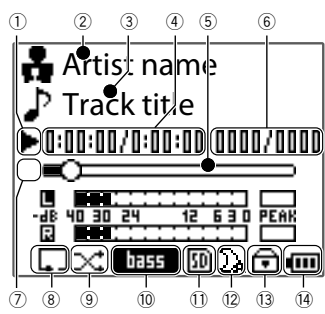 ① ② ③ ④ ⑤ ⑥
Artist name
Track title
0:00:00/0:00:00 0000/0000
L
-dB 40 30 24 12 6 3 0 PEAK
R
bass SD
⑦ ⑧ ⑨ ⑩ ⑪ ⑫ ⑬ ⑭